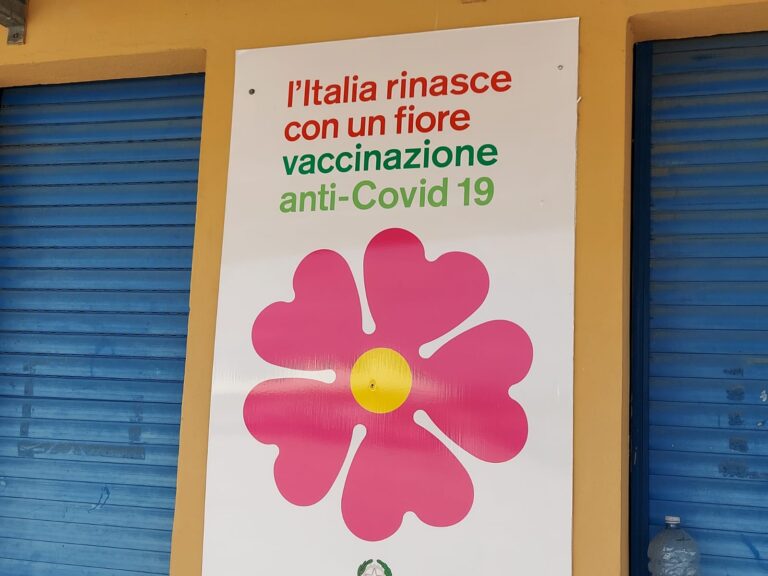 l'Italia rinasce
con un fiore
vaccinazione
anti-Covid 19